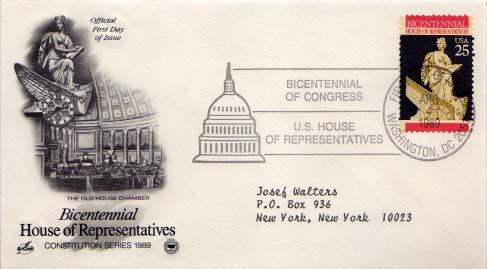 Official
First Day
of Issue
THE OLD HOUSE CHAMBER
Bicentennial
House of Representatives
CONSTITUTION SERIES 1989
ArtCraft
BICENTENNIAL
OF CONGRESS
U.S. HOUSE
OF REPRESENTATIVES
BICENTENNIAL
HOUSE OF REPRESENTATIVES
USA
25
FIRST
1989
WASHINGTON, DC
Josef Walters
P.O. Box 936
New York, New York 10023